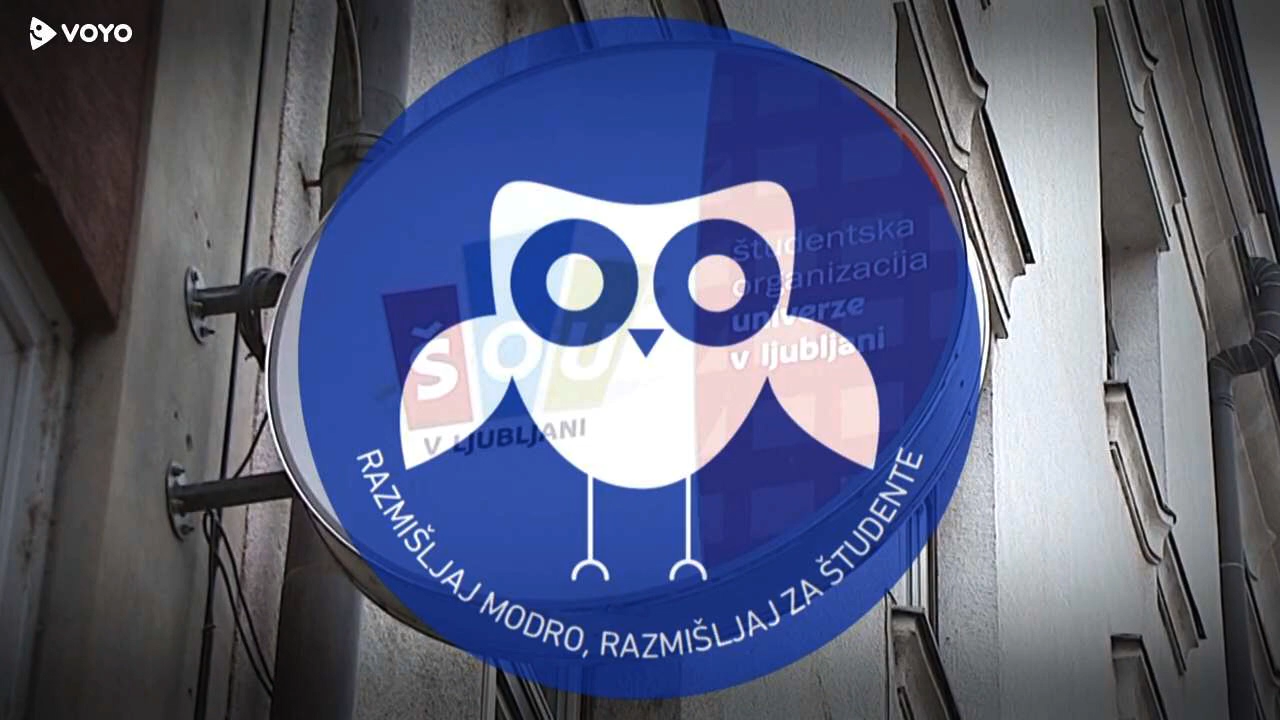 VOYO
ŠOU
V LJUBLJANI
študentska
organizacija
univerze
v ljubljani
RAZMIŠLJAJ MODRO, RAZMIŠLJAJ ZA ŠTUDENTE